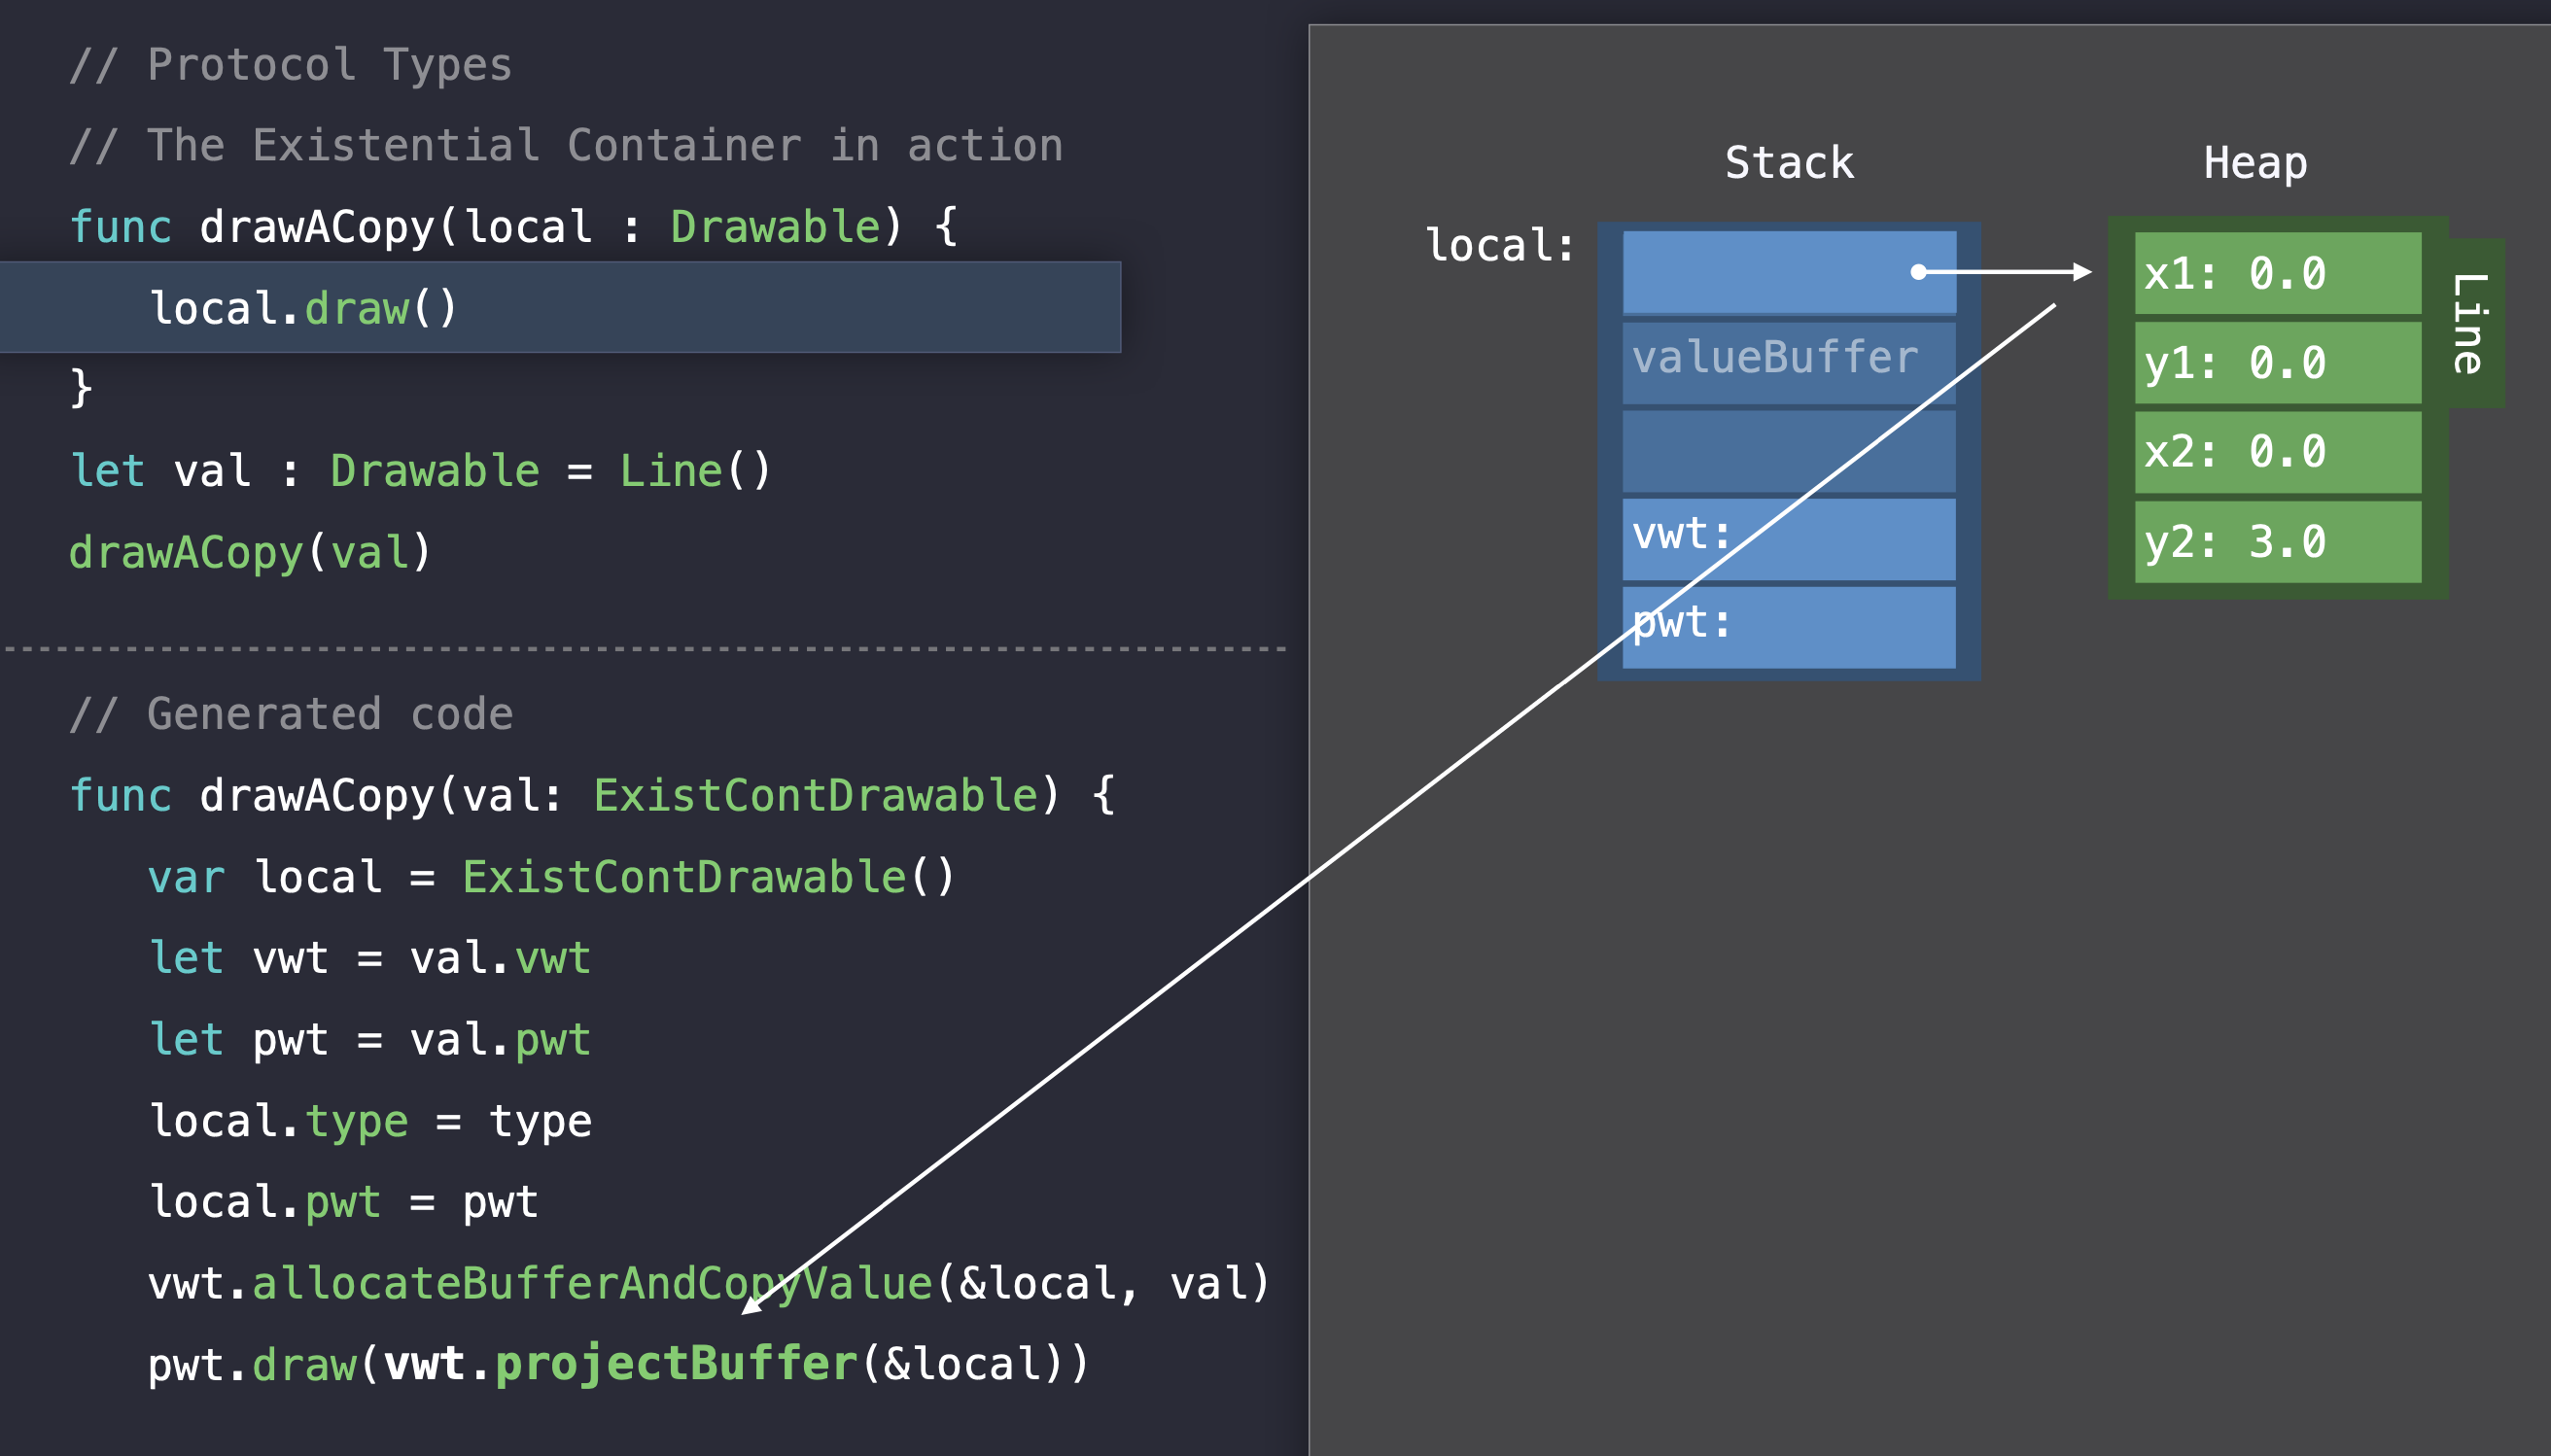 // Protocol Types
// The Existential Container in action
func drawACopy(local : Drawable) {
local.draw()
}
let val : Drawable = Line()
drawACopy(val)
// Generated code
func drawACopy(val: ExistContDrawable) {
var local = ExistContDrawable()
let vwt = val.vwt
let pwt = val.pwt
local.type = type
local.pwt = pwt
vwt.allocateBufferAndCopyValue(&local, val)
pwt.draw(vwt.projectBuffer(&local))
Stack
local:
valueBuffer
vwt:
pwt:
Heap
x1: 0.0
y1: 0.0
x2: 0.0
y2: 3.0
Line